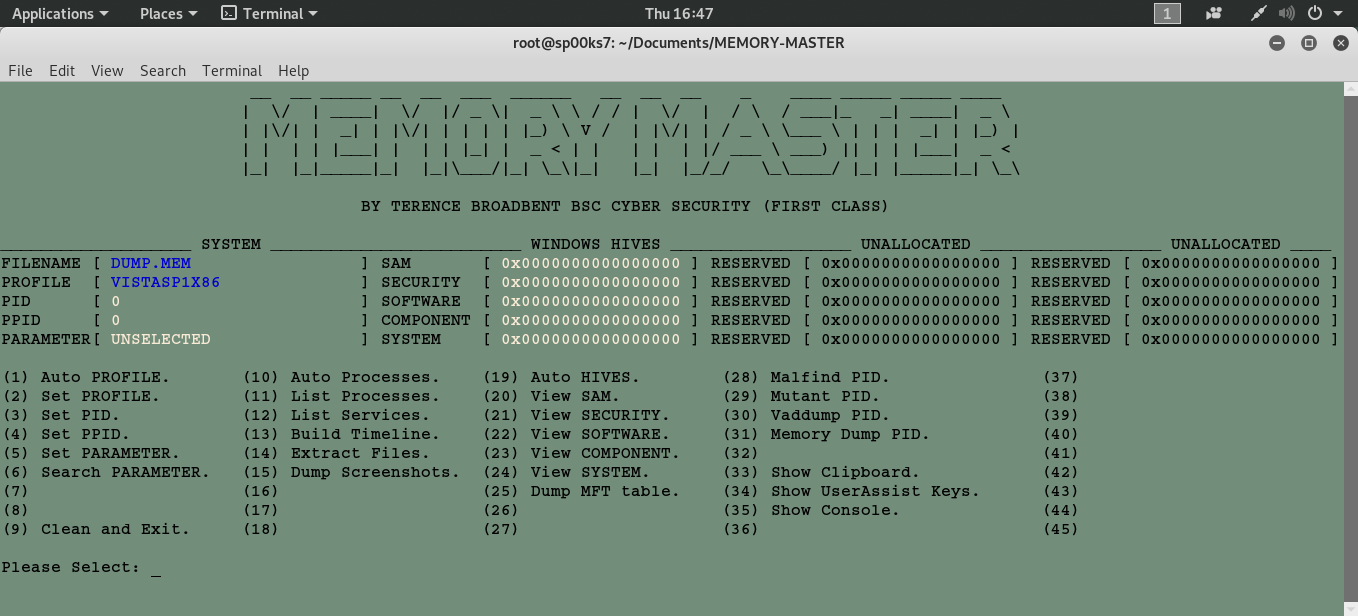 Applications Places Terminal Thu 16:47 1
root@sp00ks7: ~/Documents/MEMORY-MASTER
File Edit View Search Terminal Help
MEMORY MASTER
BY TERENCE BROADBENT BSC CYBER SECURITY (FIRST CLASS)
SYSTEM WINDOWS HIVES UNALLOCATED UNALLOCATED
FILENAME [ DUMP.MEM ] SAM [ 0x0000000000000000 ] RESERVED [ 0x0000000000000000 ] RESERVED [ 0x0000000000000000 ]
PROFILE [ VISTASP1X86 ] SECURITY [ 0x0000000000000000 ] RESERVED [ 0x0000000000000000 ] RESERVED [ 0x0000000000000000 ]
PID [ 0 ] SOFTWARE [ 0x0000000000000000 ] RESERVED [ 0x0000000000000000 ] RESERVED [ 0x0000000000000000 ]
PPID [ 0 ] COMPONENT [ 0x0000000000000000 ] RESERVED [ 0x0000000000000000 ] RESERVED [ 0x0000000000000000 ]
PARAMETER[ UNSELECTED ] SYSTEM [ 0x0000000000000000 ] RESERVED [ 0x0000000000000000 ] RESERVED [ 0x0000000000000000 ]
(1) Auto PROFILE. (10) Auto Processes. (19) Auto HIVES. (28) Malfind PID. (37)
(2) Set PROFILE. (11) List Processes. (20) View SAM. (29) Mutant PID. (38)
(3) Set PID. (12) List Services. (21) View SECURITY. (30) Vaddump PID. (39)
(4) Set PPID. (13) Build Timeline. (22) View SOFTWARE. (31) Memory Dump PID. (40)
(5) Set PARAMETER. (14) Extract Files. (23) View COMPONENT. (32) (41)
(6) Search PARAMETER. (15) Dump Screenshots. (24) View SYSTEM. (33) Show Clipboard. (42)
(7) (16) (25) Dump MFT table. (34) Show UserAssist Keys. (43)
(8) (17) (26) (35) Show Console. (44)
(9) Clean and Exit. (18) (27) (36) (45)
Please Select: _